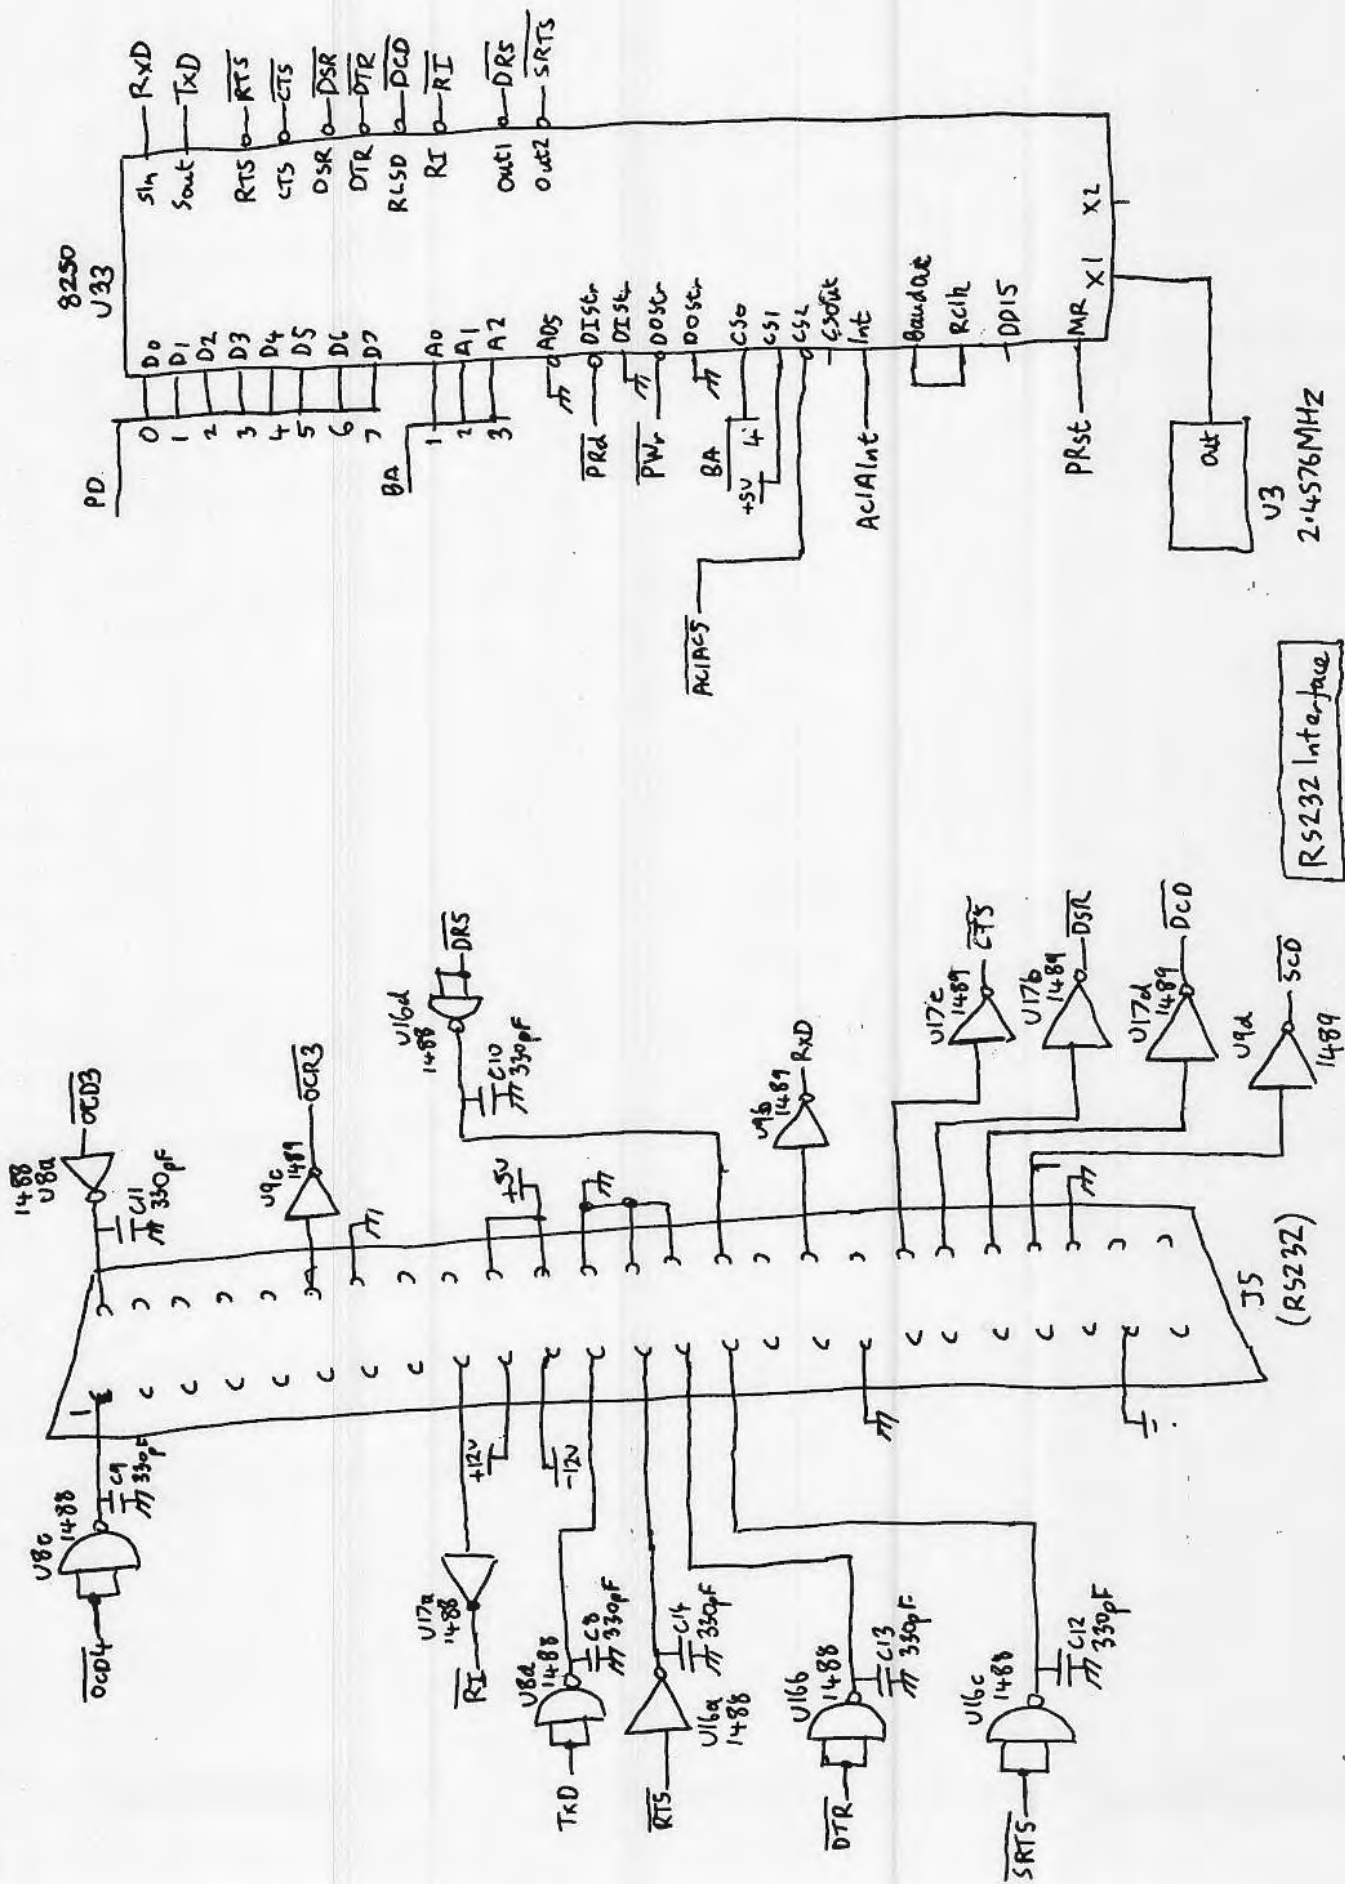 8250
U33
PD
0 D0
1 D1
2 D2
3 D3
4 D4
5 D5
6 D6
7 D7
BA
1 A0
2 A1
3 A2
ADS
PRd DIStr
DIStr
PWr DOStr
DOStr
BA 4 CS0
+5V CS1
ACIACS CS2
CSOut
ACIAInt Int
BaudOut
RClk
DDIS
PRst MR
X1
X2
Out
U3
2.4576MHz
SIn RxD
Sout TxD
RTS RTS
CTS CTS
DSR DSR
DTR DTR
RLSD DCD
RI RI
Out1 DRS
Out2 SRTS
RS232 Interface
1488
U8a
OCD3
C11
330pF
U9c
1489
OCR3
+5V
U16d
1488
DRS
C10
330pF
U9b
1489
RxD
U17c
1489
CTS
U17b
1489
DSR
U17d
1489
DCD
U9d
1489
SCD
1
J5
(RS232)
OCD4
U8c
1488
C9
330pF
U17a
1488
RI
+12V
-12V
TxD
U8d
1488
C8
330pF
RTS
U16a
1488
C14
330pF
DTR
U16b
1488
C13
330pF
SRTS
U16c
1488
C12
330pF